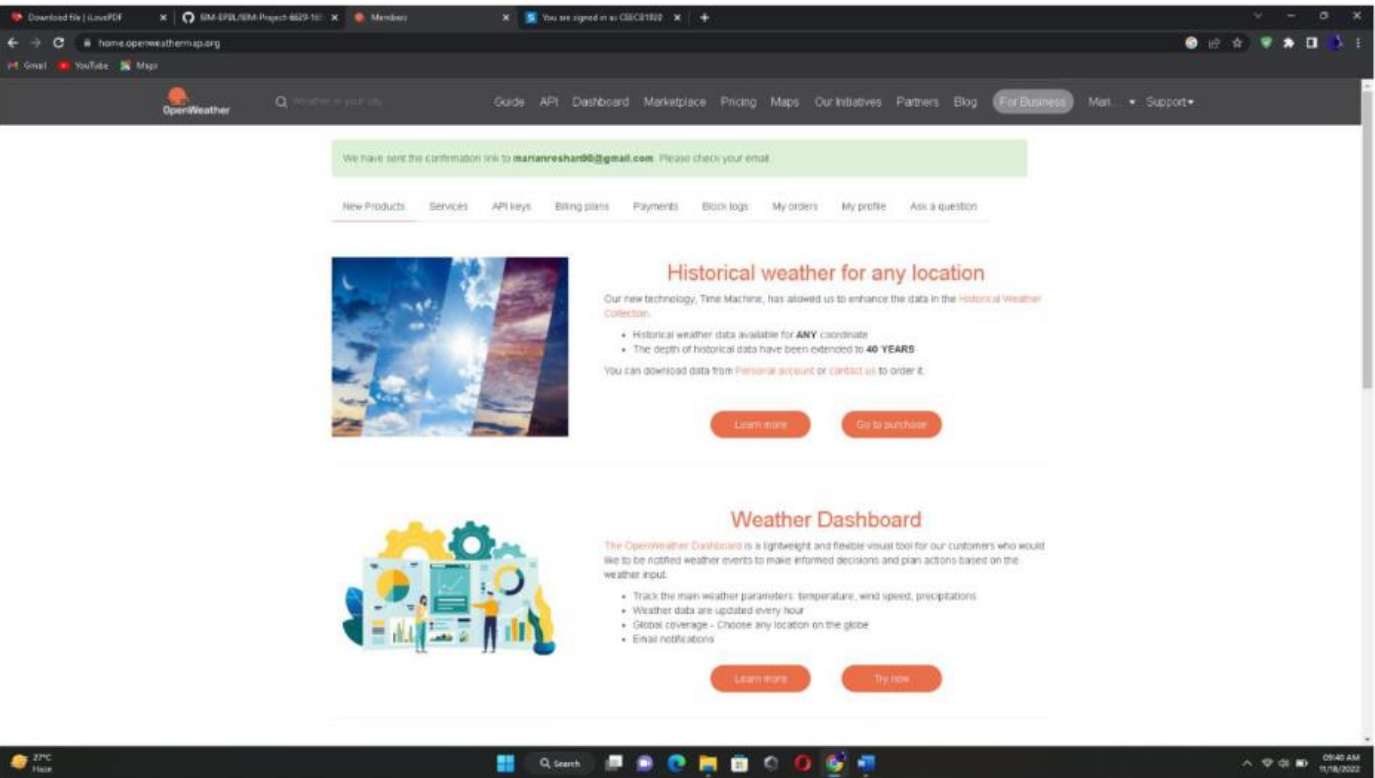 Download file | iLovePDF
Members
You are signed in as
home.openweathermap.org
Gmail YouTube Maps
OpenWeather
Weather in your city
Guide API Dashboard Marketplace Pricing Maps Our Initiatives Partners Blog For Business Mari... Support
We have sent the confirmation link to marianreshan90@gmail.com. Please check your email.
New Products Services API keys Billing plans Payments Block logs My orders My profile Ask a question
Historical weather for any location
Our new technology, Time Machine, has allowed us to enhance the data in the Historical Weather
Collection.
• Historical weather data available for ANY coordinate
• The depth of historical data have been extended to 40 YEARS
You can download data from Personal account or contact us to order it.
Learn more Go to purchase
Weather Dashboard
The OpenWeather Dashboard is a lightweight and flexible visual tool for our customers who would
like to be notified weather events to make informed decisions and plan actions based on the
weather input.
• Track the main weather parameters: temperature, wind speed, precipitations
• Weather data are updated every hour
• Global coverage - Choose any location on the globe
• Email notifications
Learn more Try now
27°C
Haze
Search
09:40 AM
11/18/2022